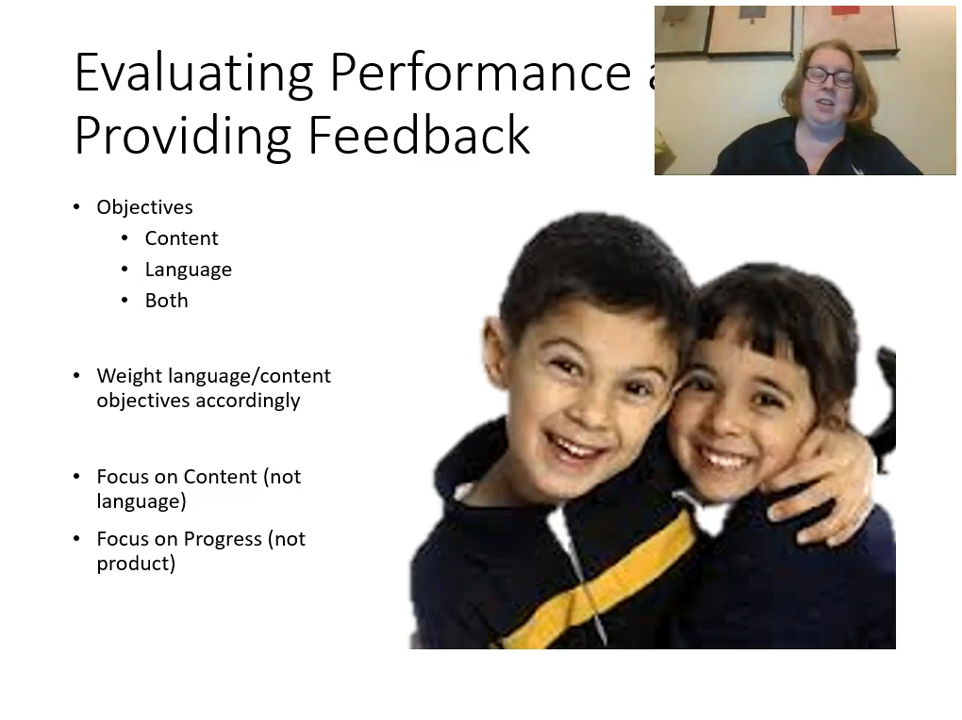 Evaluating Performance
Providing Feedback
• Objectives
• Content
• Language
• Both
• Weight language/content
objectives accordingly
• Focus on Content (not
language)
• Focus on Progress (not
product)